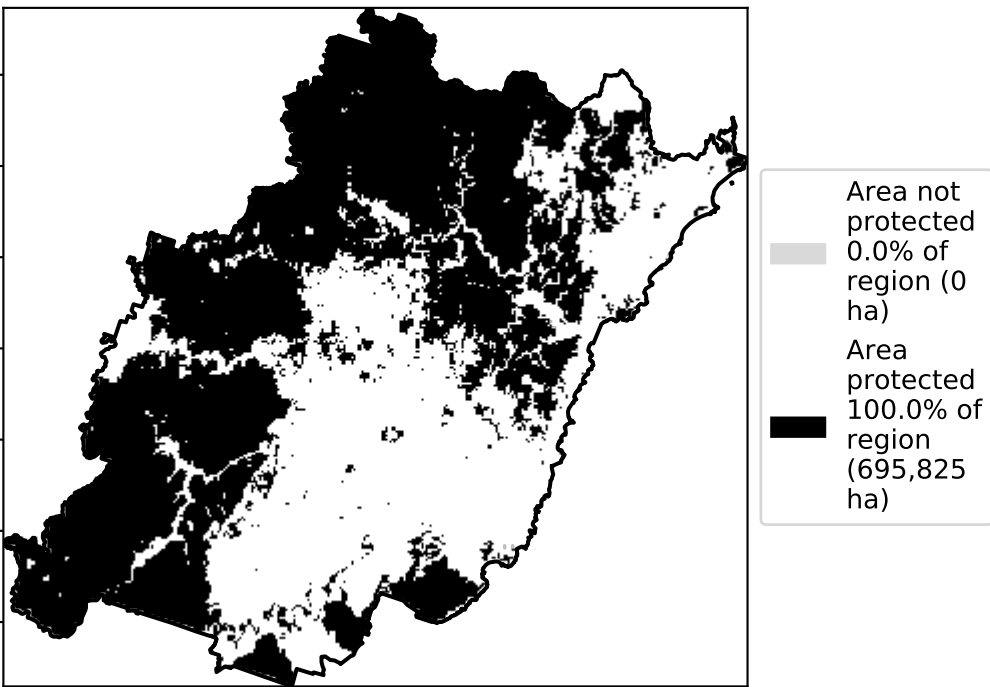 Area not
protected
0.0% of
region (0
ha)
Area
protected
100.0% of
region
(695,825
ha)